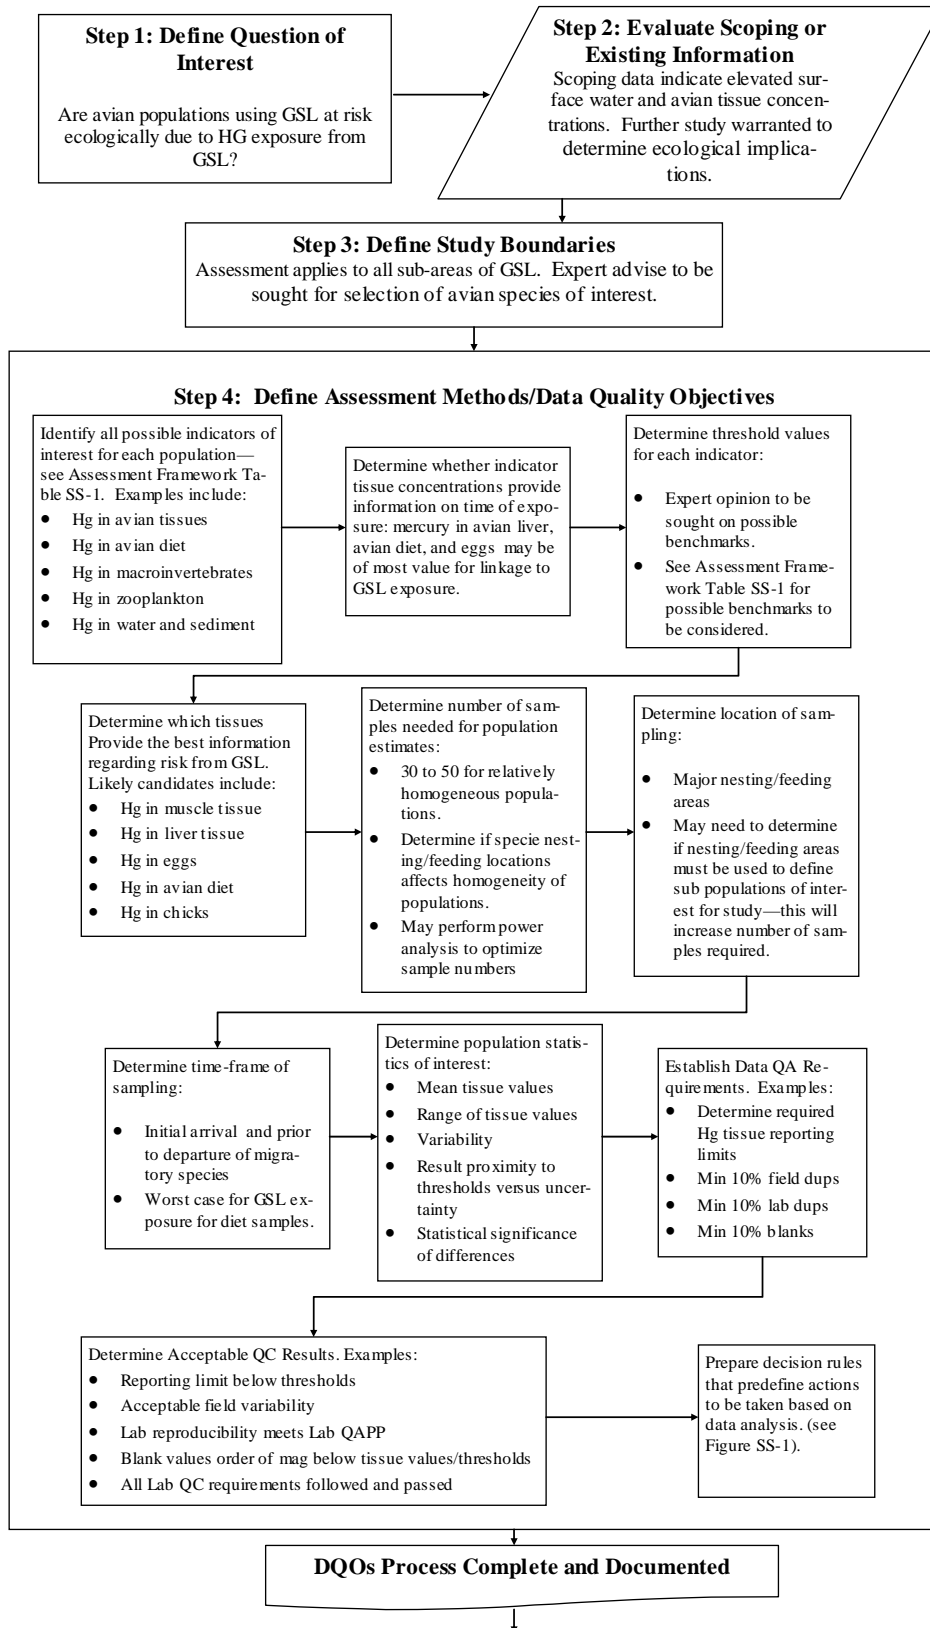 Step 1: Define Question of
Interest
Are avian populations using GSL at risk
ecologically due to HG exposure from
GSL?
Step 2: Evaluate Scoping or
Existing Information
Scoping data indicate elevated sur-
face water and avian tissue concen-
trations. Further study warranted to
determine ecological implica-
tions.
Step 3: Define Study Boundaries
Assessment applies to all sub-areas of GSL. Expert advise to be
sought for selection of avian species of interest.
Step 4: Define Assessment Methods/Data Quality Objectives
Identify all possible indicators of
interest for each population—
see Assessment Framework Ta-
ble SS-1. Examples include:
• Hg in avian tissues
• Hg in avian diet
• Hg in macroinvertebrates
• Hg in zooplankton
• Hg in water and sediment
Determine whether indicator
tissue concentrations provide
information on time of expo-
sure: mercury in avian liver,
avian diet, and eggs may be
of most value for linkage to
GSL exposure.
Determine threshold values
for each indicator:
• Expert opinion to be
sought on possible
benchmarks.
• See Assessment Frame-
work Table SS-1 for
possible benchmarks to
be considered.
Determine which tissues
Provide the best information
regarding risk from GSL.
Likely candidates include:
• Hg in muscle tissue
• Hg in liver tissue
• Hg in eggs
• Hg in avian diet
• Hg in chicks
Determine number of sam-
ples needed for population
estimates:
• 30 to 50 for relatively
homogeneous popula-
tions.
• Determine if specie nest-
ing/feeding locations
affects homogeneity of
populations.
• May perform power
analysis to optimize
sample numbers
Determine location of sam-
pling:
• Major nesting/feeding
areas
• May need to determine
if nesting/feeding areas
must be used to define
sub populations of inter-
est for study—this will
increase number of sam-
ples required.
Determine time-frame of
sampling:
• Initial arrival and prior
to departure of migra-
tory species
• Worst case for GSL ex-
posure for diet samples.
Determine population statis-
tics of interest:
• Mean tissue values
• Range of tissue values
• Variability
• Result proximity to
thresholds versus uncer-
tainty
• Statistical significance
of differences
Establish Data QA Re-
quirements. Examples:
• Determine required
Hg tissue reporting
limits
• Min 10% field dups
• Min 10% lab dups
• Min 10% blanks
Determine Acceptable QC Results. Examples:
• Reporting limit below thresholds
• Acceptable field variability
• Lab reproducibility meets Lab QAPP
• Blank values order of mag below tissue values/thresholds
• All Lab QC requirements followed and passed
Prepare decision rules
that predefine actions
to be taken based on
data analysis. (see
Figure SS-1).
DQOs Process Complete and Documented